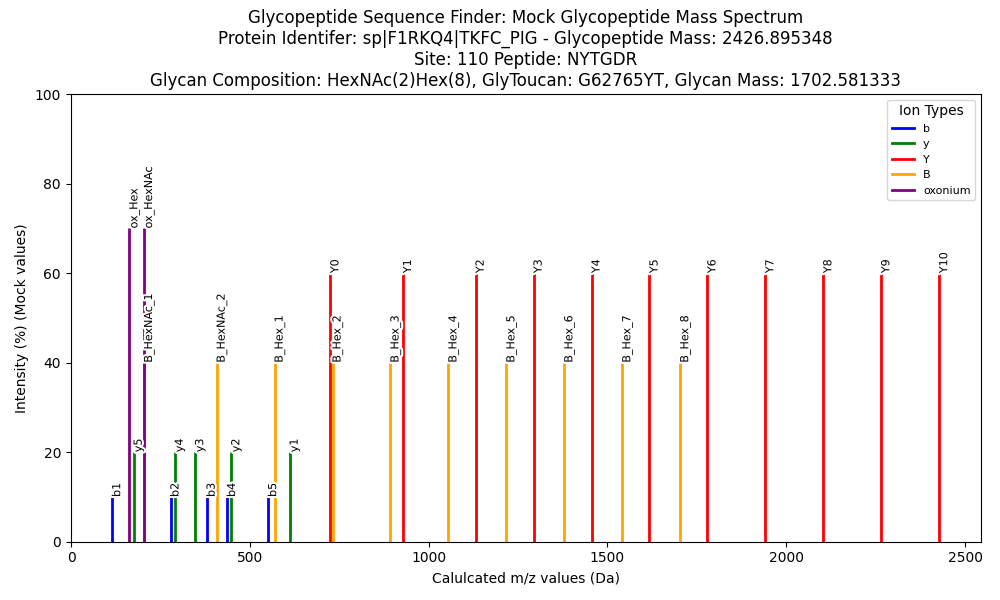 Glycopeptide Sequence Finder: Mock Glycopeptide Mass Spectrum
Protein Identifer: sp|F1RKQ4|TKFC_PIG - Glycopeptide Mass: 2426.895348
Site: 110 Peptide: NYTGDR
Glycan Composition: HexNAc(2)Hex(8), GlyToucan: G62765YT, Glycan Mass: 1702.581333
Intensity (%) (Mock values)
100
80
60
40
20
0
Ion Types
b
y
Y
B
oxonium
ox_Hex
ox_HexNAc
B_HexNAc_1
B_HexNAc_2
B_Hex_1
B_Hex_2
B_Hex_3
B_Hex_4
B_Hex_5
B_Hex_6
B_Hex_7
B_Hex_8
Y0
Y1
Y2
Y3
Y4
Y5
Y6
Y7
Y8
Y9
Y10
y5
y4
y3
y2
y1
b1
b2
b3
b4
b5
0
500
1000
1500
2000
2500
Calulcated m/z values (Da)